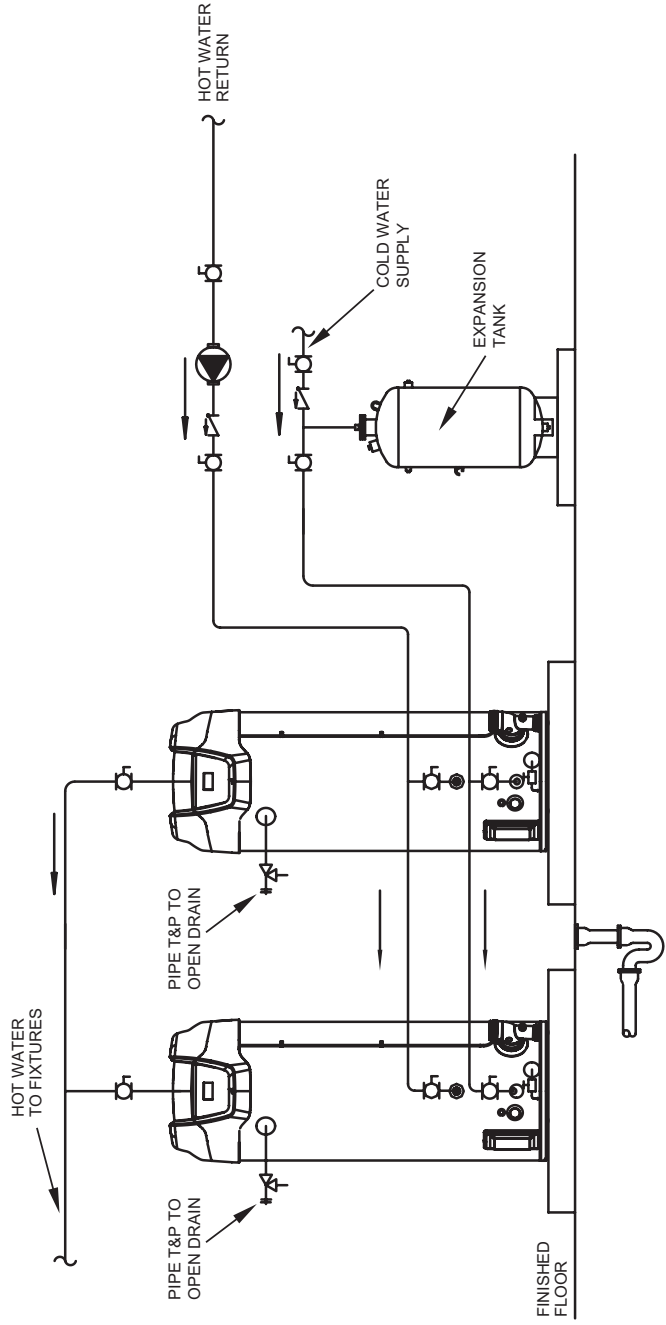 HOT WATER
TO FIXTURES
PIPE T&P TO
OPEN DRAIN
PIPE T&P TO
OPEN DRAIN
HOT WATER
RETURN
COLD WATER
SUPPLY
EXPANSION
TANK
FINISHED
FLOOR